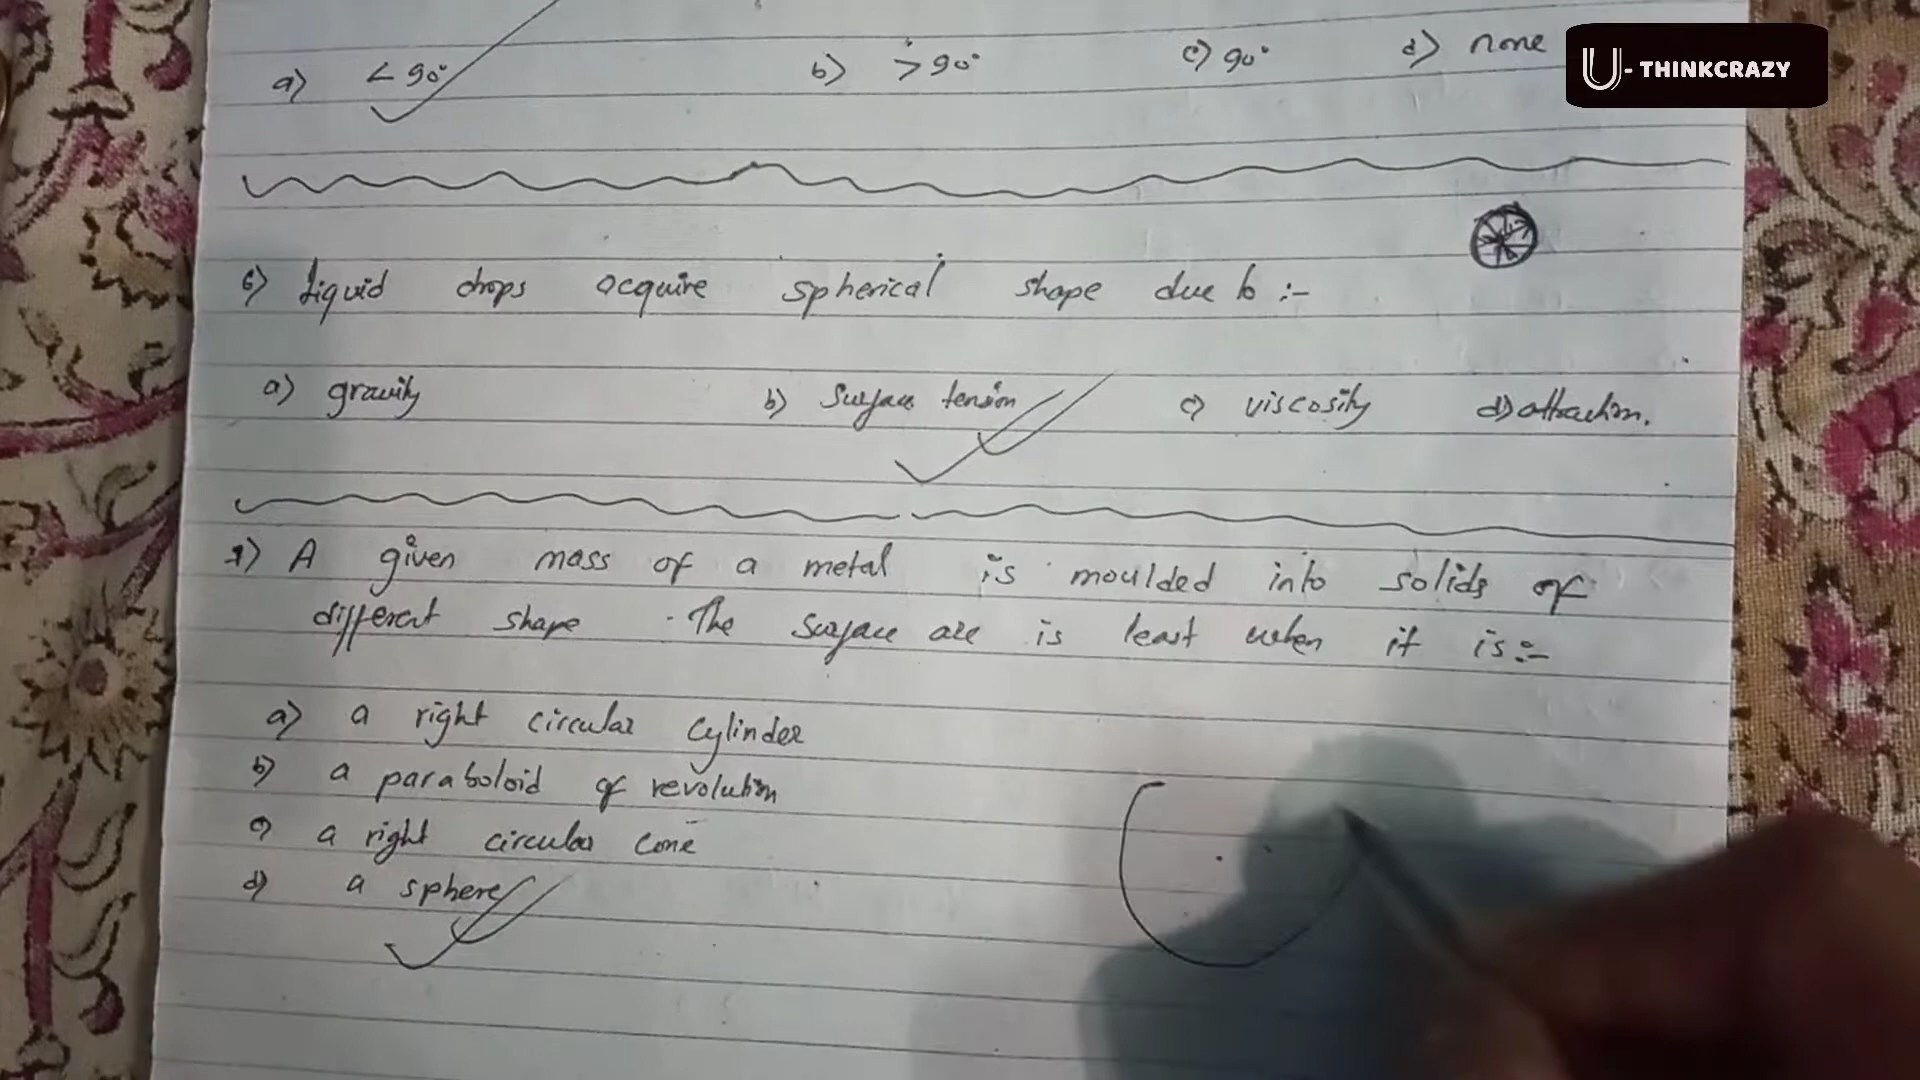 a) < 90° b) > 90° c) 90° d) none
U - THINKCRAZY
6) Liquid drops acquire spherical shape due to :-
a) gravity b) Surface tension c) viscosity d) attraction.
7) A given mass of a metal is moulded into solids of
different shape . The surface are is least when it is :-
a) a right circular cylinder
b) a paraboloid of revolution
c) a right circular cone
d) a sphere